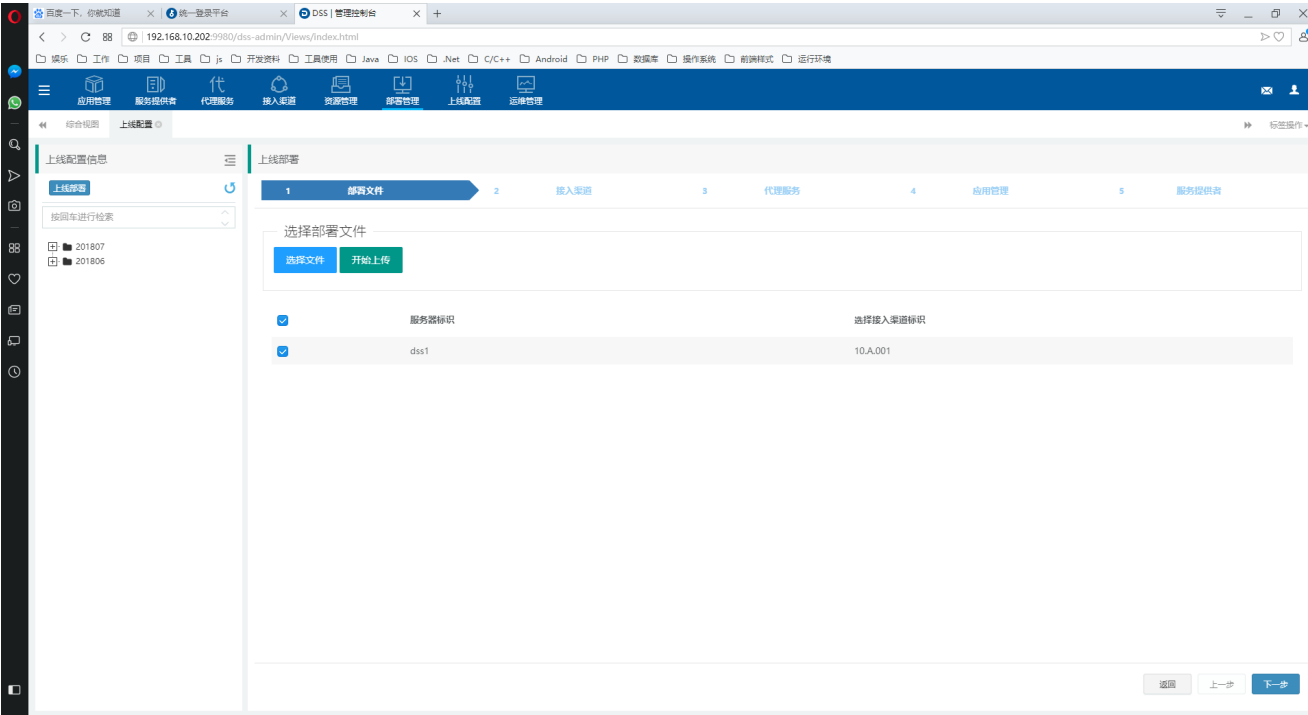 百度一下，你就知道 统一登录平台 DSS | 管理控制台
192.168.10.202:9980/dss-admin/Views/index.html
娱乐 工作 项目 工具 js 开发资料 工具使用 Java IOS .Net C/C++ Android PHP 数据库 操作系统 前端样式 运行环境
代
应用管理 服务提供者 代理服务 接入渠道 资源管理 部署管理 上线配置 运维管理
综合视图 上线配置 标签操作
上线配置信息 上线部署
上线部署
1 部署文件 2 接入渠道 3 代理服务 4 应用管理 5 服务提供者
按回车进行检索
选择部署文件
201807
201806
选择文件 开始上传
服务器标识 选择接入渠道标识
dss1 10.A.001
返回 上一步 下一步